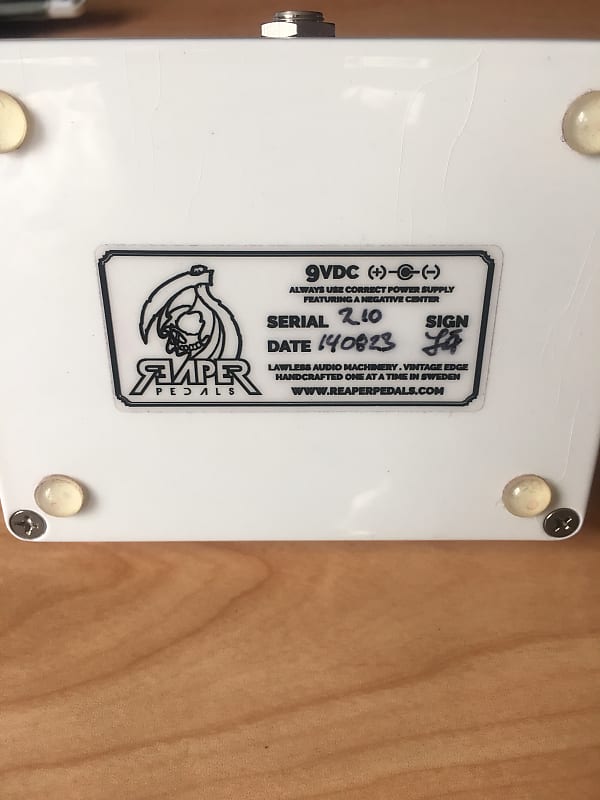 9VDC (+) (-)
ALWAYS USE CORRECT POWER SUPPLY
FEATURING A NEGATIVE CENTER
SERIAL 210 SIGN
DATE 140823
LAWLESS AUDIO MACHINERY . VINTAGE EDGE
HANDCRAFTED ONE AT A TIME IN SWEDEN
WWW.REAPERPEDALS.COM
REAPER
PEDALS